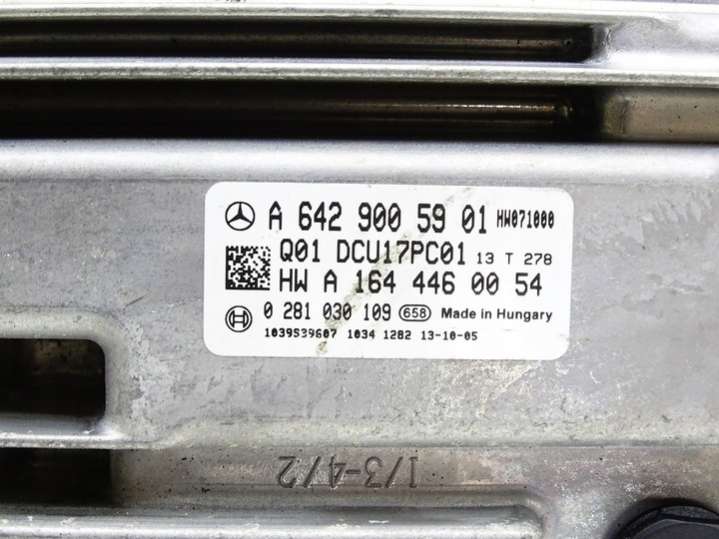 A 642 900 59 01 HW071000
Q01 DCU17PC01 13 T 278
HW A 164 446 00 54
0 281 030 109 658 Made in Hungary
1039S39607 1034 1282 13-10-05
1/3-4/2